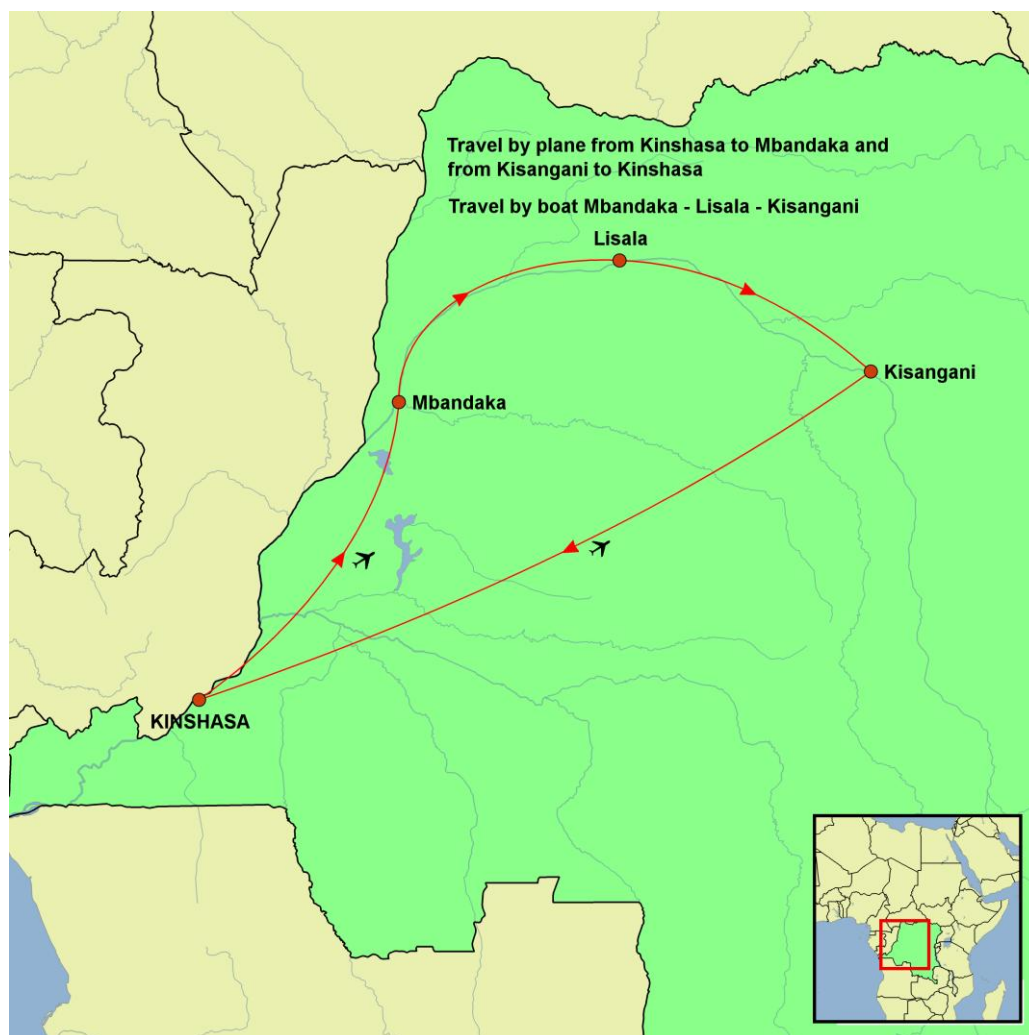 Travel by plane from Kinshasa to Mbandaka and
from Kisangani to Kinshasa
Travel by boat Mbandaka - Lisala - Kisangani
Lisala
Kisangani
Mbandaka
KINSHASA